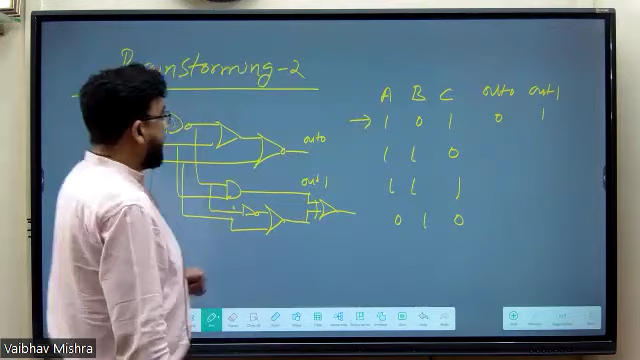 Brainstorming-2
A B C out0 out1
→ 1 0 1 0 1
1 1 0
1 1 1
0 1 0
out0
out1
Vaibhav Mishra